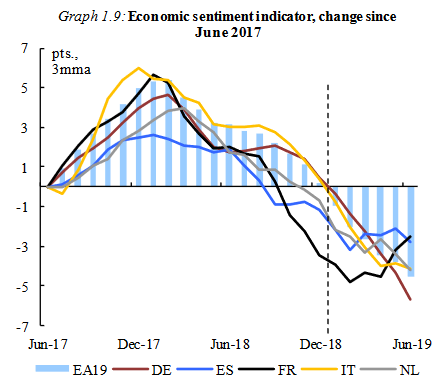 Graph 1.9: Economic sentiment indicator, change since
June 2017
7
pts.,
3mma
5
3
1
-1
-3
-5
-7
Jun-17 Dec-17 Jun-18 Dec-18 Jun-19
EA19 DE ES FR IT NL